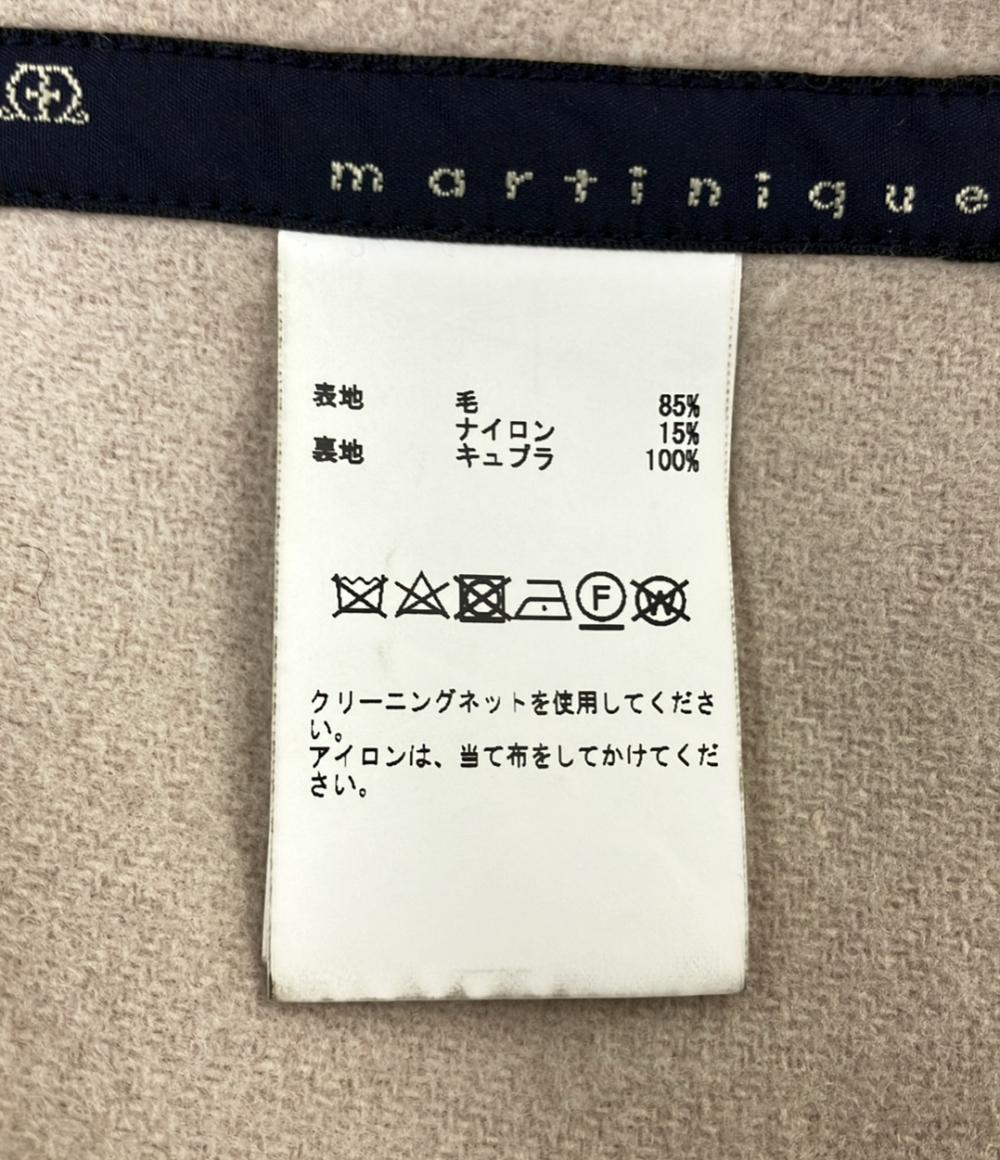 martinique
表地 毛 85%
ナイロン 15%
裏地 キュプラ 100%
F W
クリーニングネットを使用してくださ
い。
アイロンは、当て布をしてかけてくだ
さい。